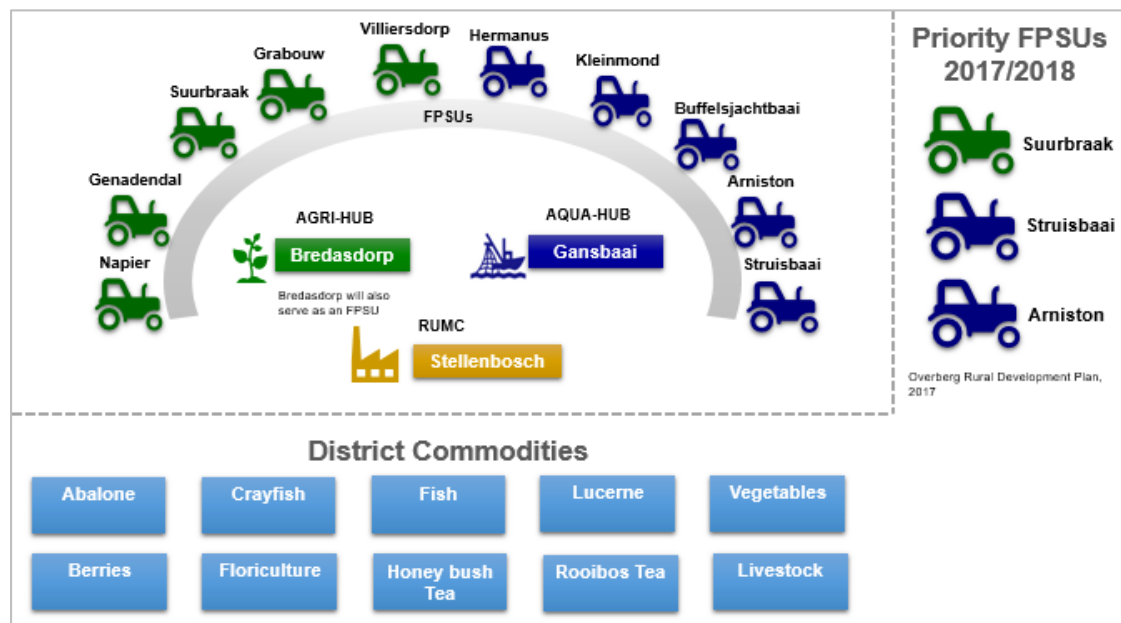 Villiersdorp
Hermanus
Grabouw
Kleinmond
Suurbraak
FPSUs
Buffelsjachtbaai
Genadendal
Arniston
AGRI-HUB
AQUA-HUB
Bredasdorp
Gansbaai
Napier
Struisbaai
Bredasdorp will also
serve as an FPSU
RUMC
Stellenbosch
Priority FPSUs
2017/2018
Suurbraak
Struisbaai
Arniston
Overberg Rural Development Plan,
2017
District Commodities
Abalone
Crayfish
Fish
Lucerne
Vegetables
Berries
Floriculture
Honey bush
Tea
Rooibos Tea
Livestock